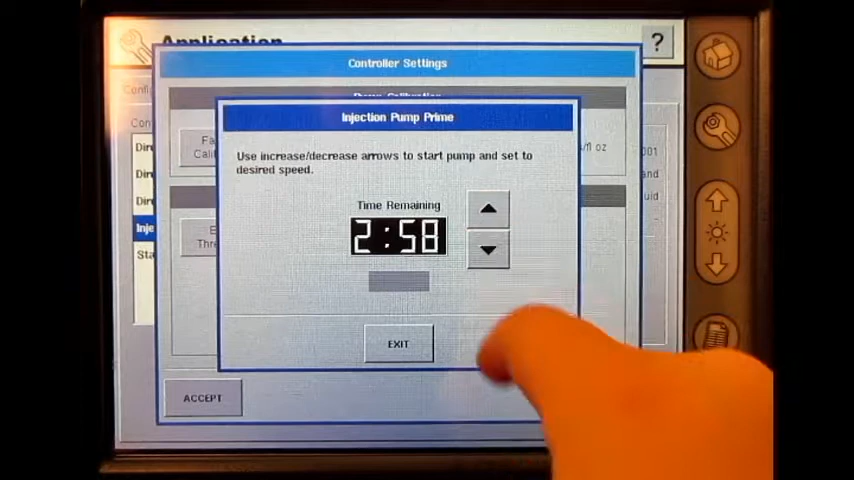 Application
?
Controller Settings
Injection Pump Prime
Use increase/decrease arrows to start pump and set to
desired speed.
Time Remaining
2:58
EXIT
ACCEPT